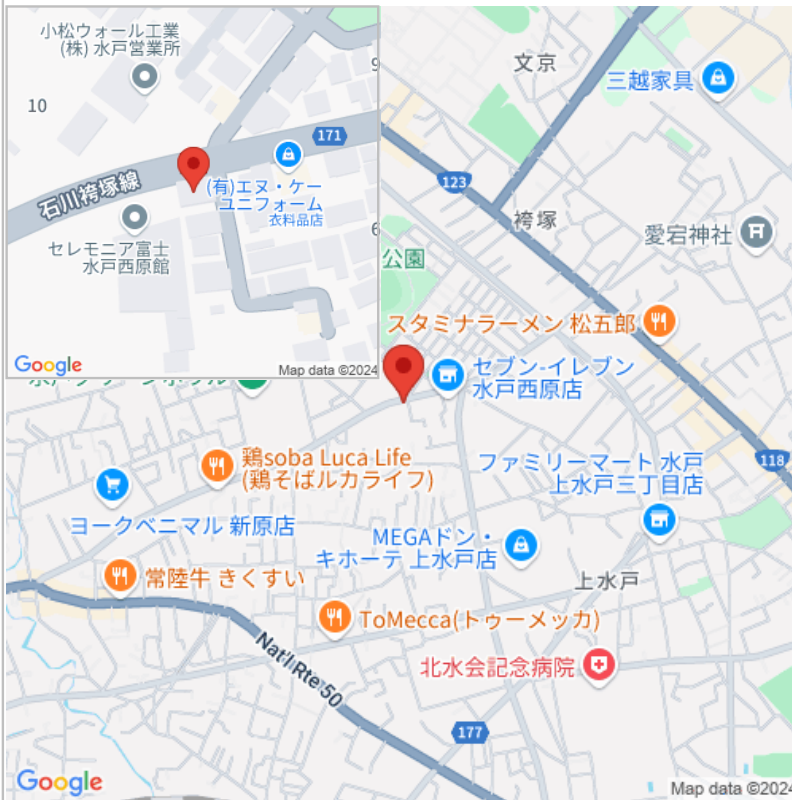 小松ウォール工業
(株) 水戸営業所
10
9
171
石川袴塚線
(有)エヌ・ケー
ユニフォーム
衣料品店
6
セレモニア富士
水戸西原館
Google
Map data ©2024
文京
三越家具
123
袴塚
愛宕神社
公園
スタミナラーメン 松五郎
セブン-イレブン
水戸西原店
鶏soba Luca Life
(鶏そばルカライフ)
ファミリーマート 水戸
上水戸三丁目店
118
ヨークベニマル 新原店
MEGAドン・
キホーテ 上水戸店
常陸牛 きくすい
上水戸
ToMecca(トゥーメッカ)
Nat'l Rte 50
北水会記念病院
177
Google
Map data ©2024